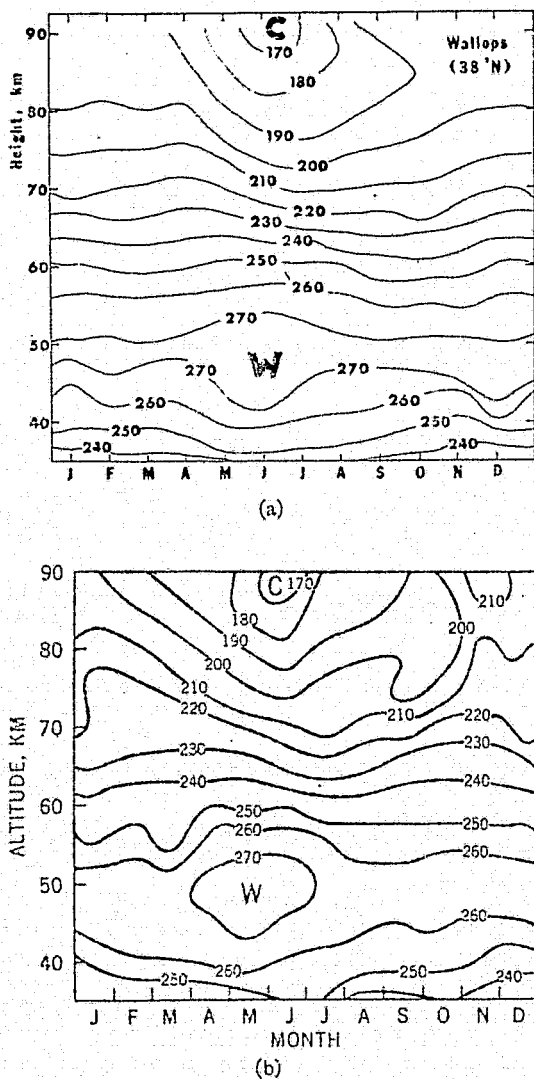 Height, km
90 C
170 Wallops
180 (38 'N)
80
190
200
210
70
220
230
240
60 250
260
270
50
270 W 270
260 260
40 250 250
240 240
J F M A M J J A S O N D
(a)
ALTITUDE, KM
90
C 170 210
180
190 200
80
200
210
220 210 220
70
230 230
240 240
60
250 250
260 260
270
50 W
260
260
40
250 250 240
J F M A M J J A S O N D
MONTH
(b)